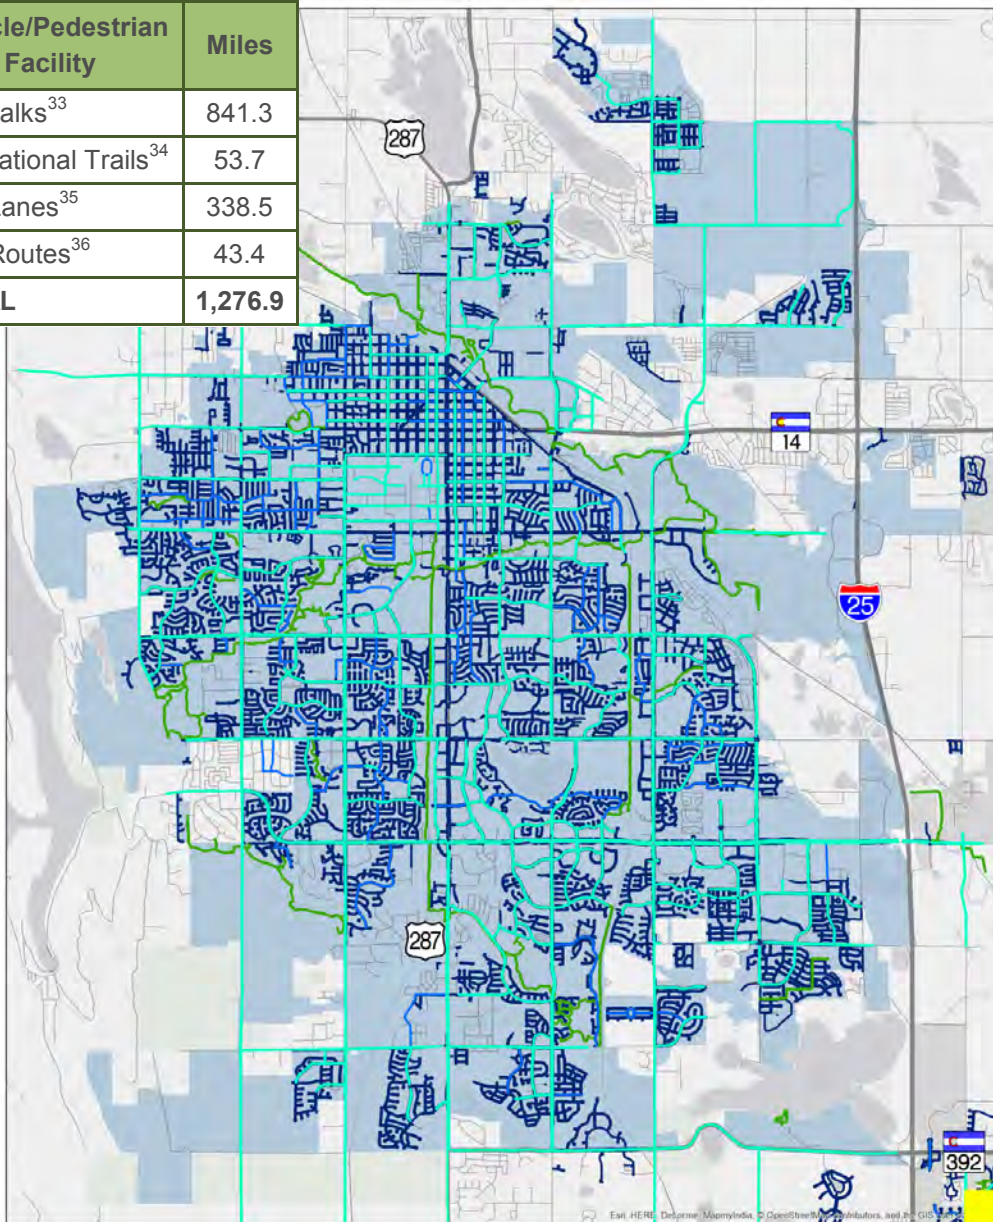 cle/Pedestrian Miles
Facility
alks33 841.3
ational Trails34 53.7
anes35 338.5
Routes36 43.4
L 1,276.9
287
14
25
287
392
Esri, HERE, DeLorme, MapmyIndia, © OpenStreetMap contributors, and the GIS